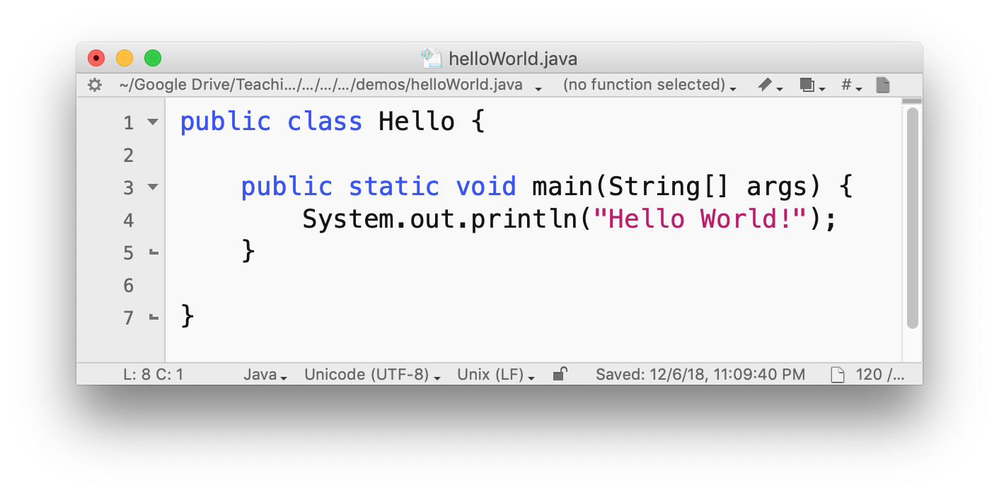 helloWorld.java
~/Google Drive/Teachi.../.../.../.../demos/helloWorld.java (no function selected) #
1 public class Hello {
2
3     public static void main(String[] args) {
4         System.out.println("Hello World!");
5     }
6
7 }
L: 8 C: 1 Java Unicode (UTF-8) Unix (LF) Saved: 12/6/18, 11:09:40 PM 120 /...